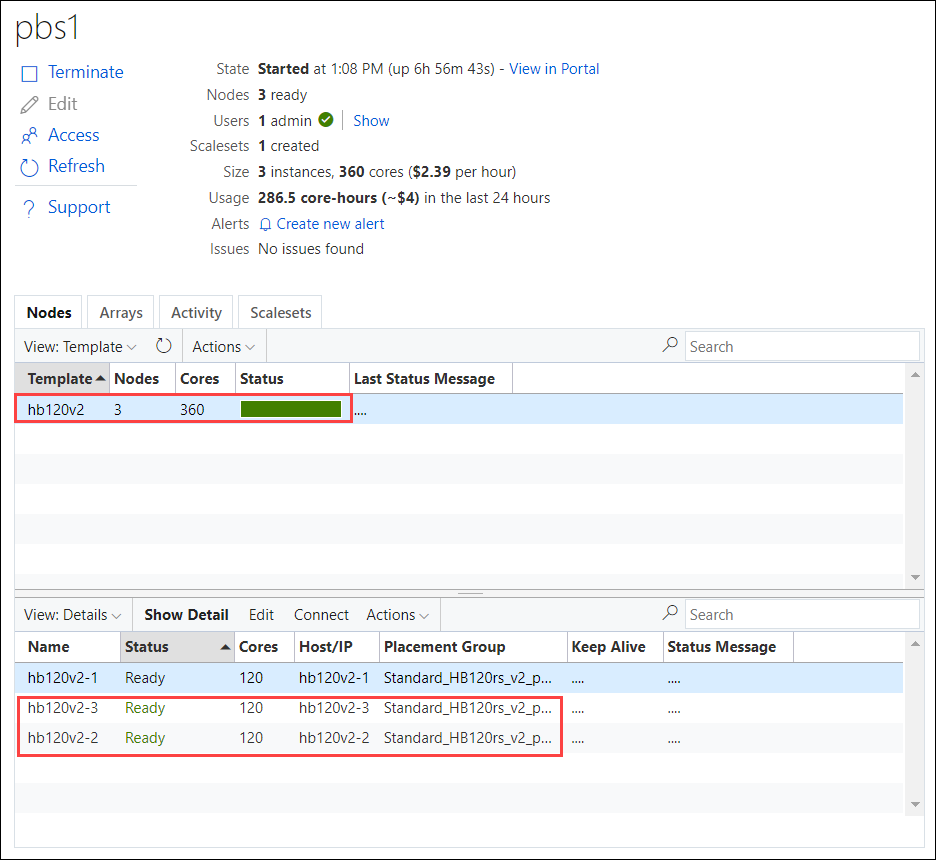 pbs1
Terminate
Edit
Access
Refresh
Support
State Started at 1:08 PM (up 6h 56m 43s) - View in Portal
Nodes 3 ready
Users 1 admin Show
Scalesets 1 created
Size 3 instances, 360 cores ($2.39 per hour)
Usage 286.5 core-hours (~$4) in the last 24 hours
Alerts Create new alert
Issues No issues found
Nodes Arrays Activity Scalesets
View: Template Actions Search
Template Nodes Cores Status Last Status Message
hb120v2 3 360 ....
View: Details Show Detail Edit Connect Actions Search
Name Status Cores Host/IP Placement Group Keep Alive Status Message
hb120v2-1 Ready 120 hb120v2-1 Standard_HB120rs_v2_p... .... ....
hb120v2-3 Ready 120 hb120v2-3 Standard_HB120rs_v2_p... .... ....
hb120v2-2 Ready 120 hb120v2-2 Standard_HB120rs_v2_p... .... ....